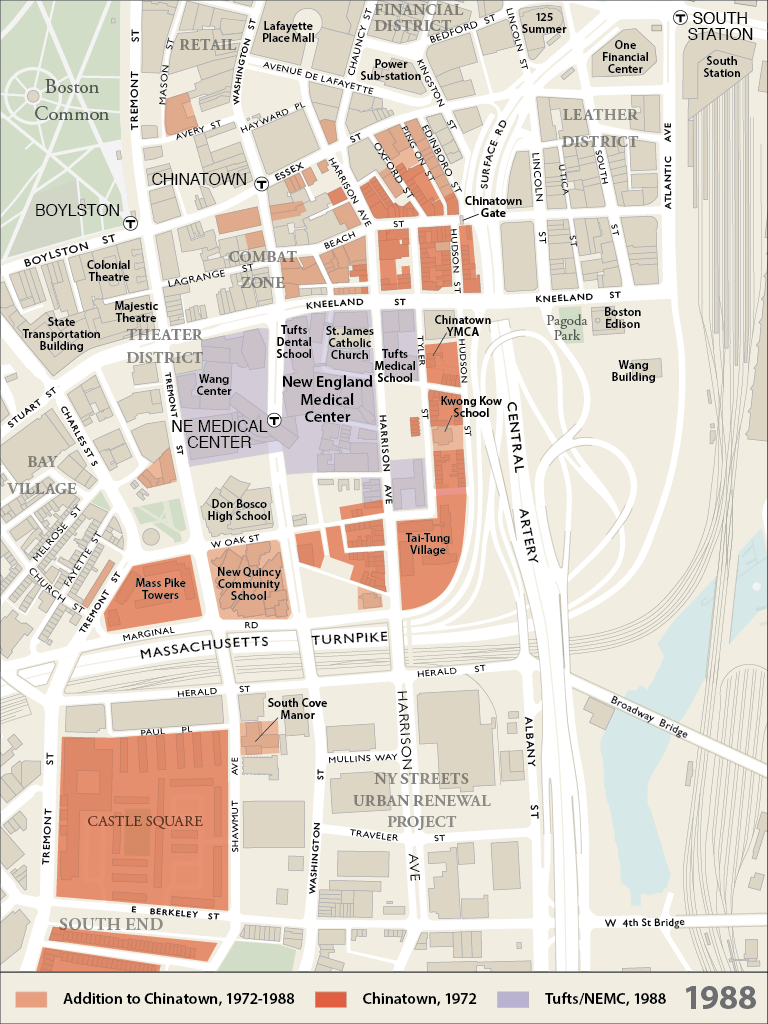 FINANCIAL
DISTRICT
SOUTH
STATION
Lafayette
Place Mall
RETAIL
125
Summer
One
Financial
Center
South
Station
Power
Sub-station
BEDFORD ST
LINCOLN ST
CHAUNCY ST
KINGSTON ST
AVENUE DE LAFAYETTE
WASHINGTON ST
MASON ST
TREMONT ST
Boston
Common
AVERY ST
HAYWARD PL
LEATHER
DISTRICT
ATLANTIC AVE
SURFACE RD
EDINBORO ST
PING ON ST
OXFORD ST
HARRISON AVE
ESSEX ST
CHINATOWN
BOYLSTON
BOYLSTON ST
LINCOLN ST
UTICA ST
SOUTH ST
Chinatown
Gate
BEACH ST
HUDSON ST
COMBAT
ZONE
LAGRANGE ST
Colonial
Theatre
Majestic
Theatre
State
Transportation
Building
THEATER
DISTRICT
KNEELAND ST
KNEELAND ST
Pagoda
Park
Boston
Edison
Wang
Building
Tufts
Dental
School
St. James
Catholic
Church
Tufts
Medical
School
Chinatown
YMCA
TYLER ST
HUDSON ST
Kwong Kow
School
Wang
Center
New England
Medical
Center
NE MEDICAL
CENTER
STUART ST
CHARLES ST S
TREMONT ST
HARRISON AVE
CENTRAL ARTERY
BAY
VILLAGE
MELROSE ST
FAYETTE ST
CHURCH ST
TREMONT ST
Don Bosco
High School
W OAK ST
Tai-Tung
Village
Mass Pike
Towers
New Quincy
Community
School
MARGINAL RD
MASSACHUSETTS TURNPIKE
HERALD ST
HERALD ST
South Cove
Manor
PAUL PL
Broadway Bridge
HARRISON AVE
ALBANY ST
MULLINS WAY
NY STREETS
URBAN RENEWAL
PROJECT
TREMONT ST
SHAWMUT AVE
WASHINGTON ST
CASTLE SQUARE
TRAVELER ST
E BERKELEY ST
SOUTH END
W 4th St Bridge
Addition to Chinatown, 1972-1988
Chinatown, 1972
Tufts/NEMC, 1988
1988